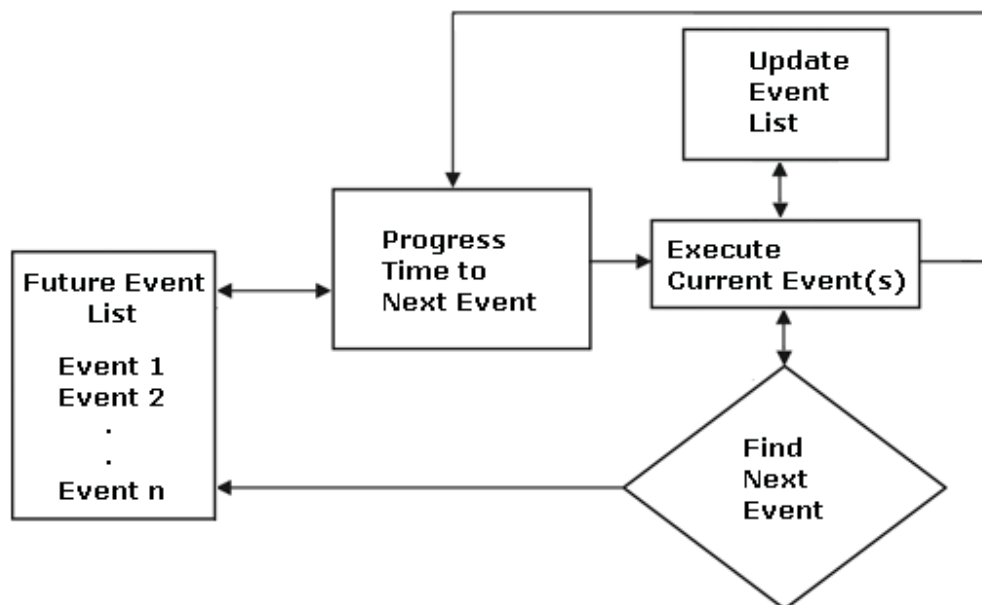 Update
Event
List
Progress
Time to
Next Event
Execute
Current Event(s)
Future Event
List
Event 1
Event 2
.
.
Event n
Find
Next
Event